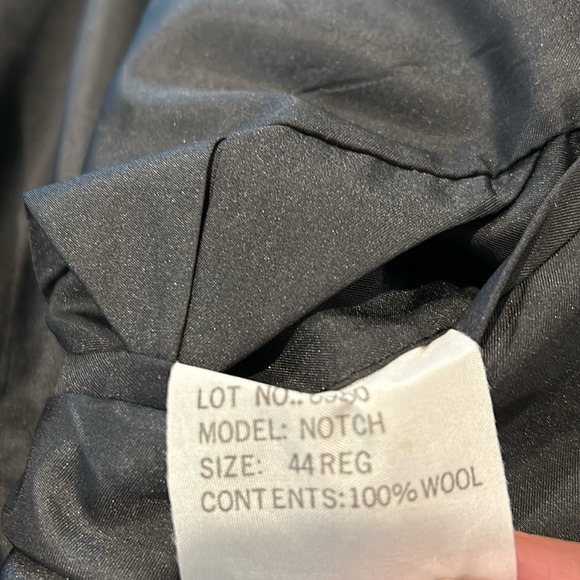 LOT NO.:
MODEL: NOTCH
SIZE: 44REG
CONTENTS:100% WOOL